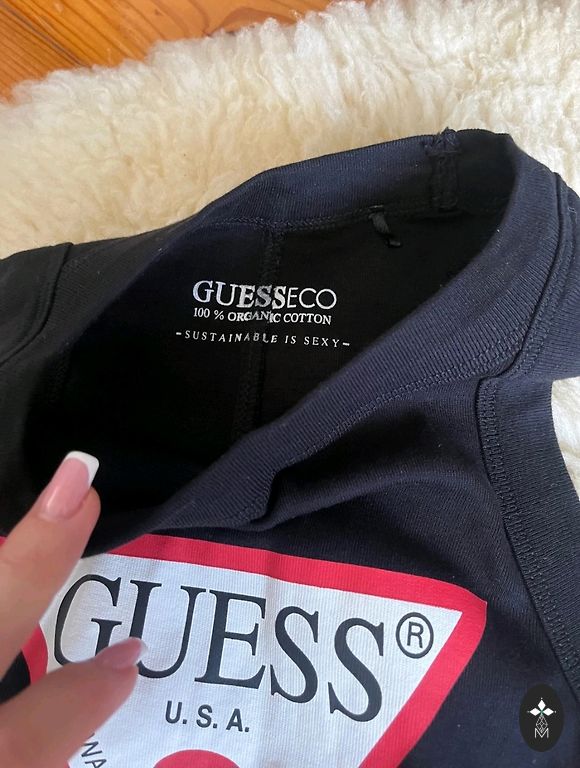 GUESSECO
100 % ORGANIC COTTON
- SUSTAINABLE IS SEXY -
GUESS®
U.S.A.